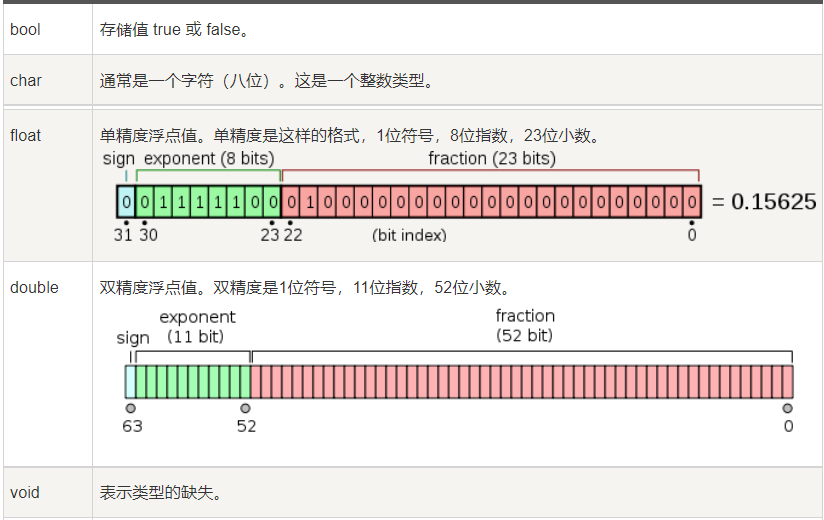 bool 存储值 true 或 false。
char 通常是一个字符（八位）。这是一个整数类型。
float 单精度浮点值。单精度是这样的格式，1位符号，8位指数，23位小数。
sign exponent (8 bits) fraction (23 bits)
0 0 1 1 1 1 1 0 0 0 1 0 0 0 0 0 0 0 0 0 0 0 0 0 0 0 0 0 0 0 0 0 = 0.15625
31 30 23 22 (bit index) 0
double 双精度浮点值。双精度是1位符号，11位指数，52位小数。
sign exponent (11 bit) fraction (52 bit)
63 52 0
void 表示类型的缺失。